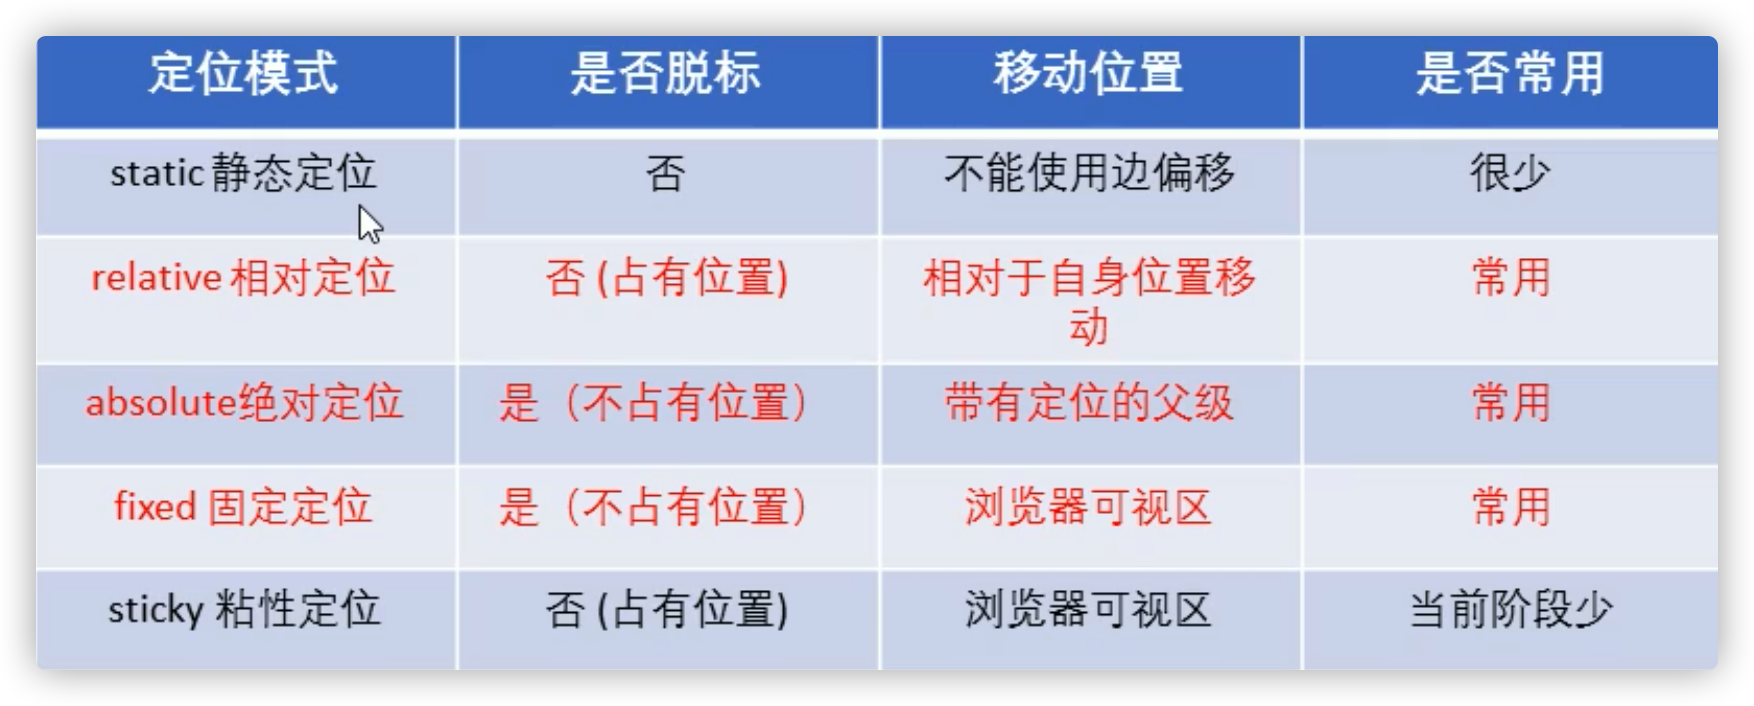 定位模式 是否脱标 移动位置 是否常用
static 静态定位 否 不能使用边偏移 很少
relative 相对定位 否 (占有位置) 相对于自身位置移 常用
动
absolute绝对定位 是（不占有位置） 带有定位的父级 常用
fixed 固定定位 是（不占有位置） 浏览器可视区 常用
sticky 粘性定位 否 (占有位置) 浏览器可视区 当前阶段少